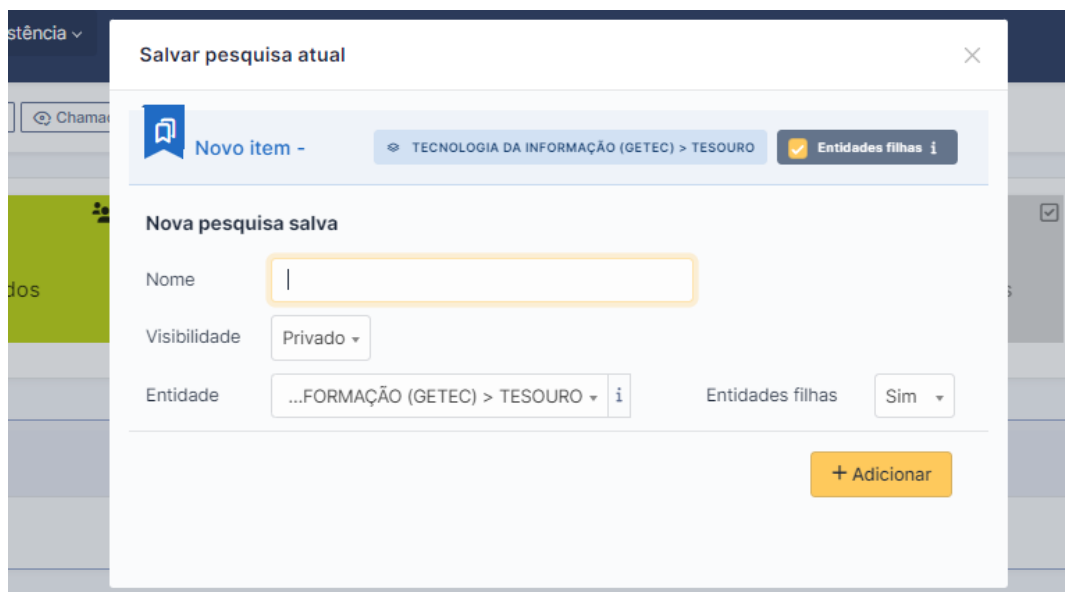 stência
Salvar pesquisa atual
Chama
Novo item -
TECNOLOGIA DA INFORMAÇÃO (GETEC) > TESOURO
Entidades filhas i
Nova pesquisa salva
dos
Nome
Visibilidade
Privado
Entidade
...FORMAÇÃO (GETEC) > TESOURO
i
Entidades filhas
Sim
+ Adicionar